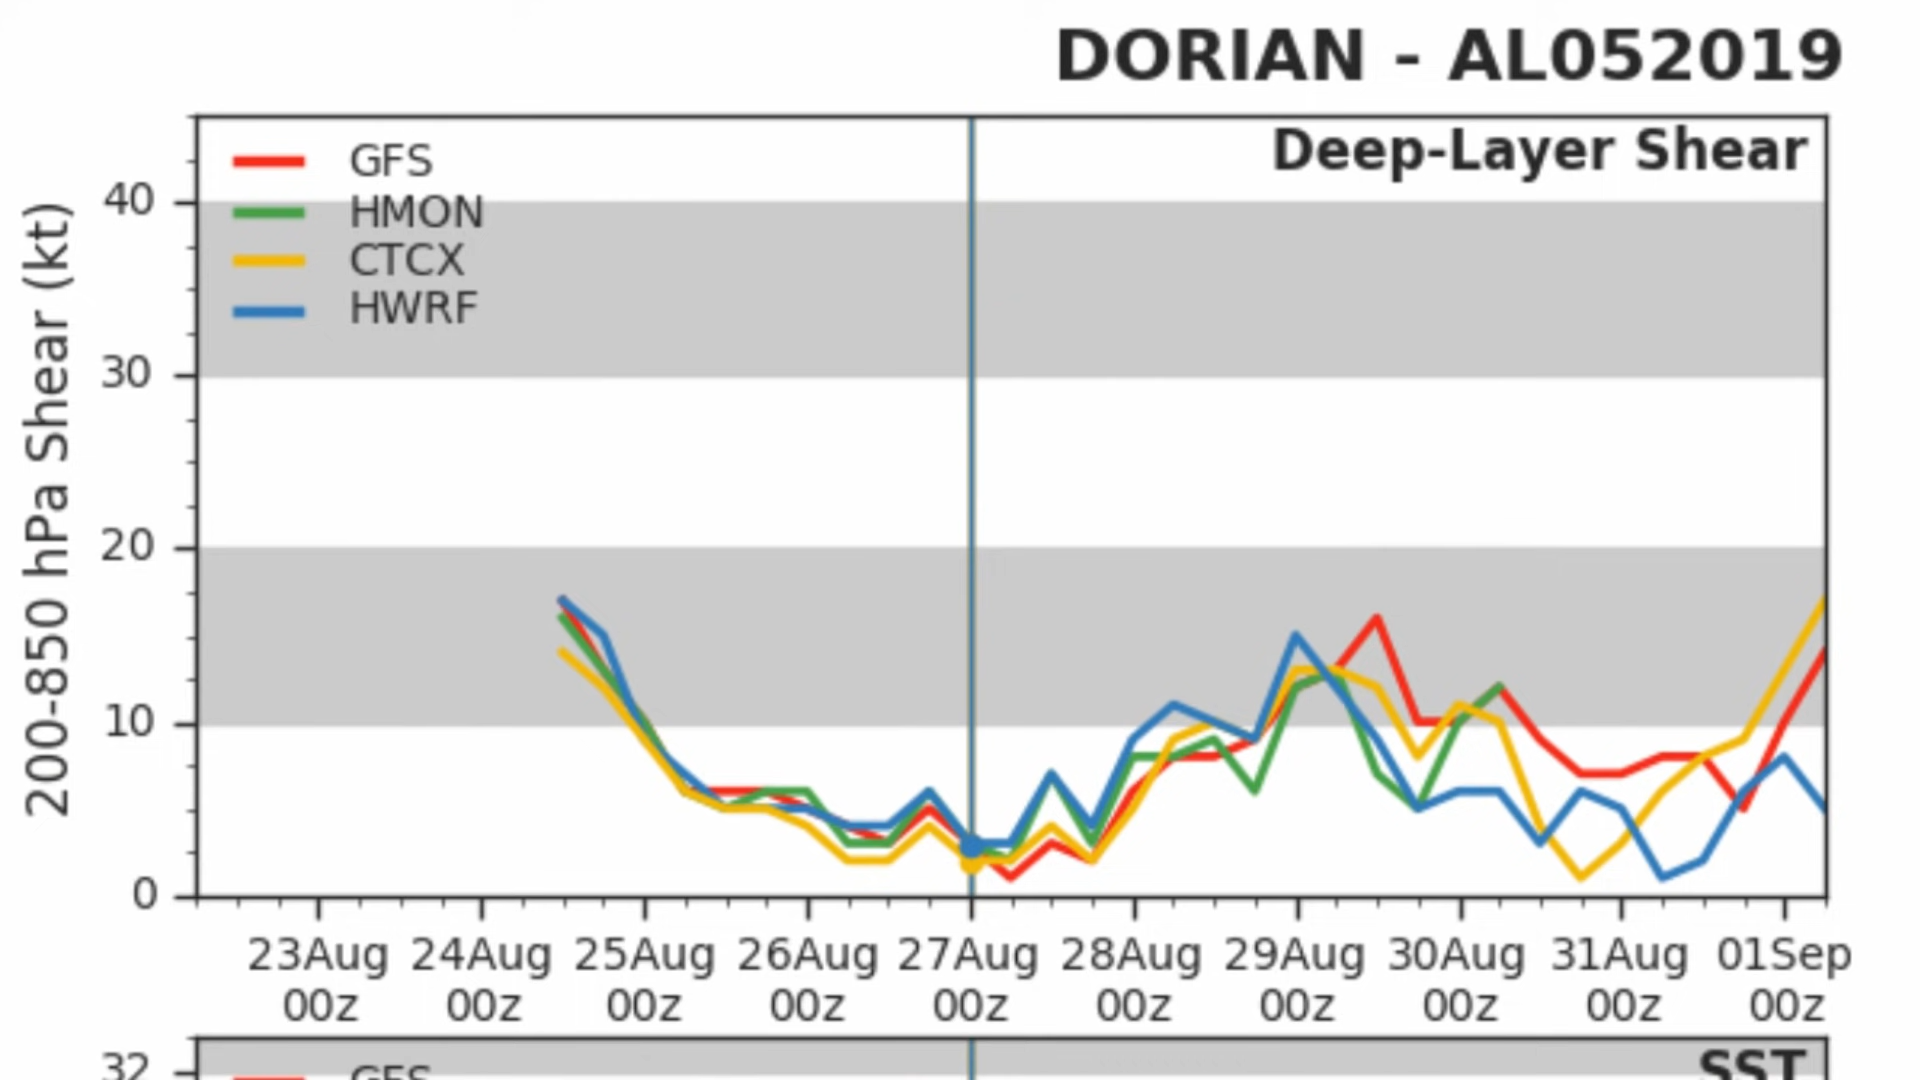 DORIAN - AL052019
Deep-Layer Shear
GFS
HMON
CTCX
HWRF
200-850 hPa Shear (kt)
40
30
20
10
0
23Aug 24Aug 25Aug 26Aug 27Aug 28Aug 29Aug 30Aug 31Aug 01Sep
00z 00z 00z 00z 00z 00z 00z 00z 00z 00z
32
GFS
SST